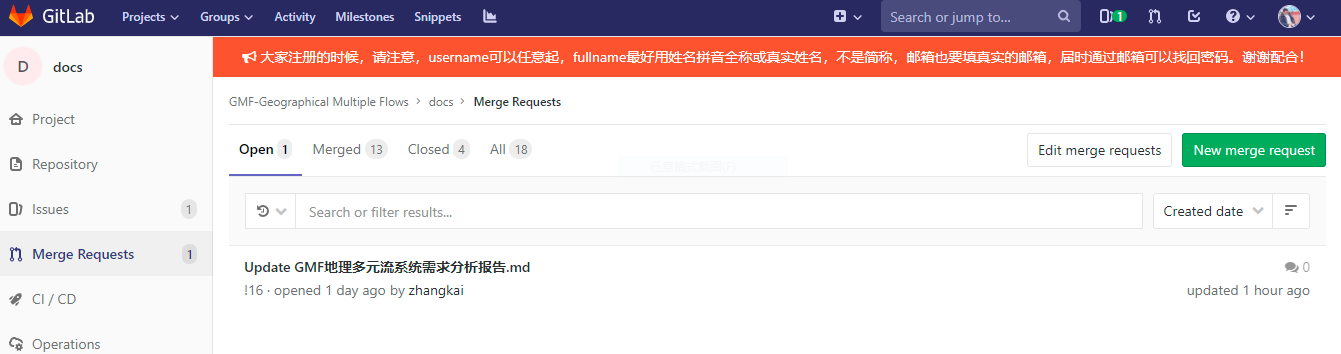 GitLab Projects Groups Activity Milestones Snippets Search or jump to... 1
D docs
大家注册的时候，请注意，username可以任意起，fullname最好用姓名拼音全称或真实姓名，不是简称，邮箱也要填真实的邮箱，届时通过邮箱可以找回密码。谢谢配合！
Project
Repository
Issues 1
Merge Requests 1
CI / CD
Operations
GMF-Geographical Multiple Flows > docs > Merge Requests
Open 1 Merged 13 Closed 4 All 18 Edit merge requests New merge request
Search or filter results... Created date
Update GMF地理多元流系统需求分析报告.md 0
!16 · opened 1 day ago by zhangkai updated 1 hour ago